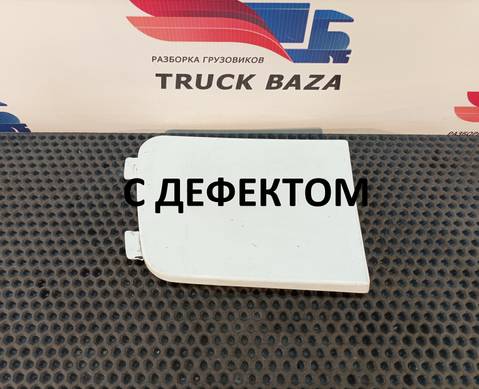 РАЗБОРКА ГРУЗОВИКОВ
TRUCK BAZA
С ДЕФЕКТОМ